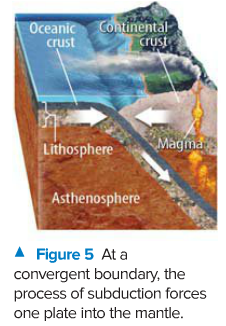 Oceanic
crust
Continental
crust
Lithosphere
Magma
Asthenosphere
▲ Figure 5 At a
convergent boundary, the
process of subduction forces
one plate into the mantle.